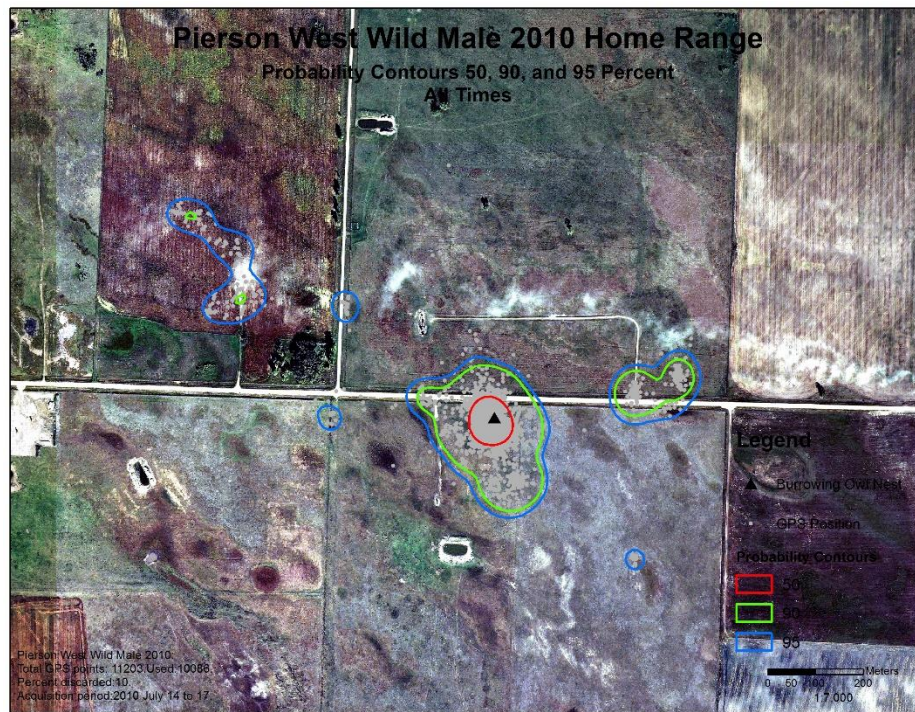 Pierson West Wild Male 2010 Home Range
Probability Contours 50, 90, and 95 Percent
All Times
Legend
Burrowing Owl Nest
GPS Position
Probability Contours
50
90
95
Pierson West Wild Male 2010
Total GPS points: 11203 Used:10086
Percent discarded:10
Acquisition period:2010 July 14 to 17
Meters
0 50 100 200
1:7,000